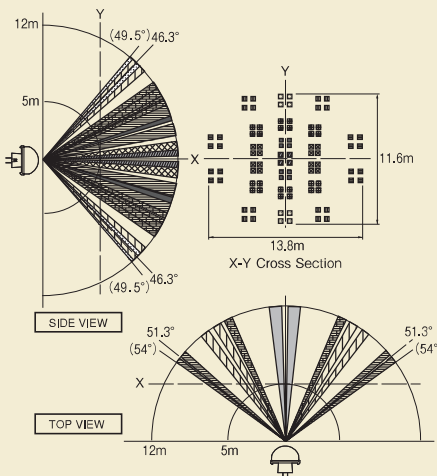 12m
Y
(49.5°)
46.3°
5m
X
46.3°
(49.5°)
SIDE VIEW
Y
11.6m
13.8m
X-Y Cross Section
51.3°
(54°)
51.3°
(54°)
X
TOP VIEW
12m
5m